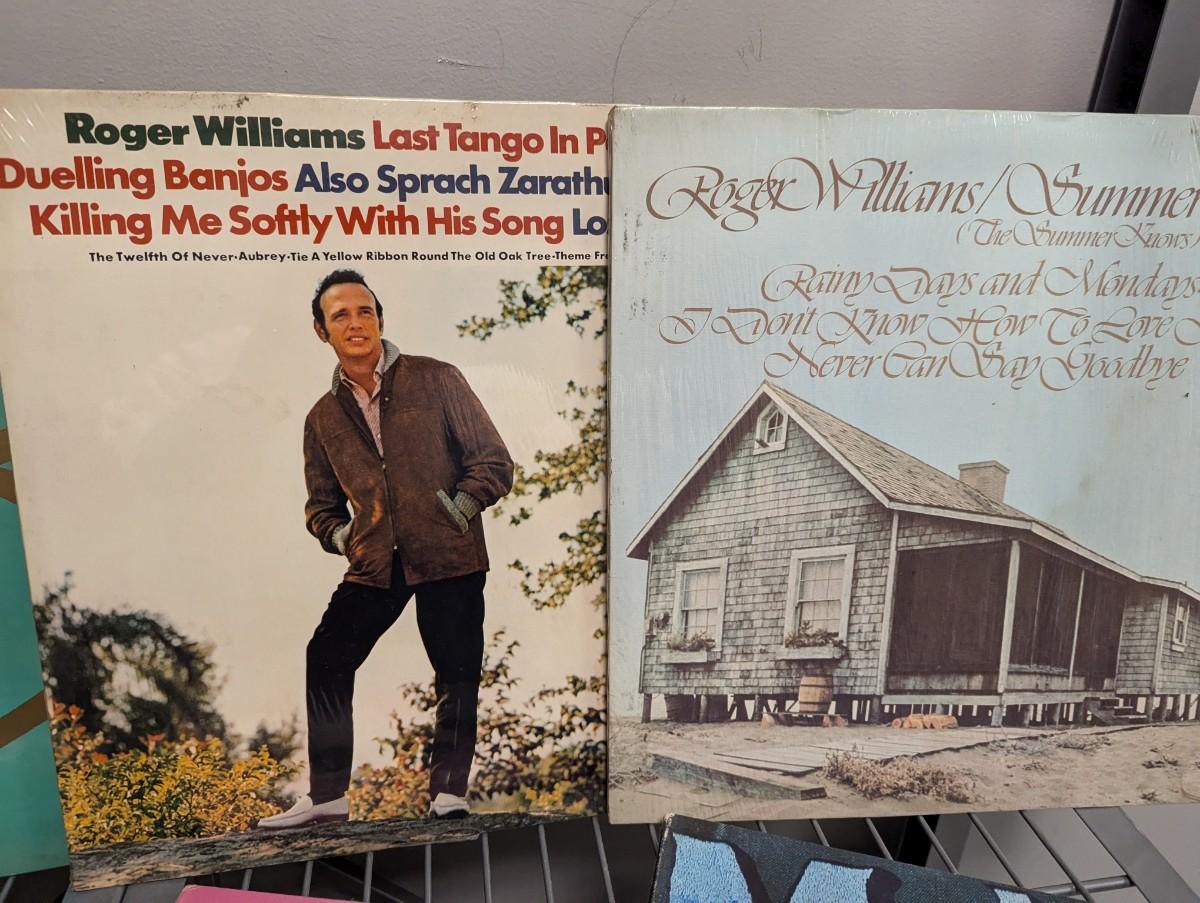 Roger Williams Last Tango In P
Duelling Banjos Also Sprach Zarathu
Killing Me Softly With His Song Lo
The Twelfth Of Never•Aubrey•Tie A Yellow Ribbon Round The Old Oak Tree•Theme Fr
Roger Williams/Summer
(The Summer Knows)
Rainy Days and Mondays
I Don't Know How To Love
Never Can Say Goodbye